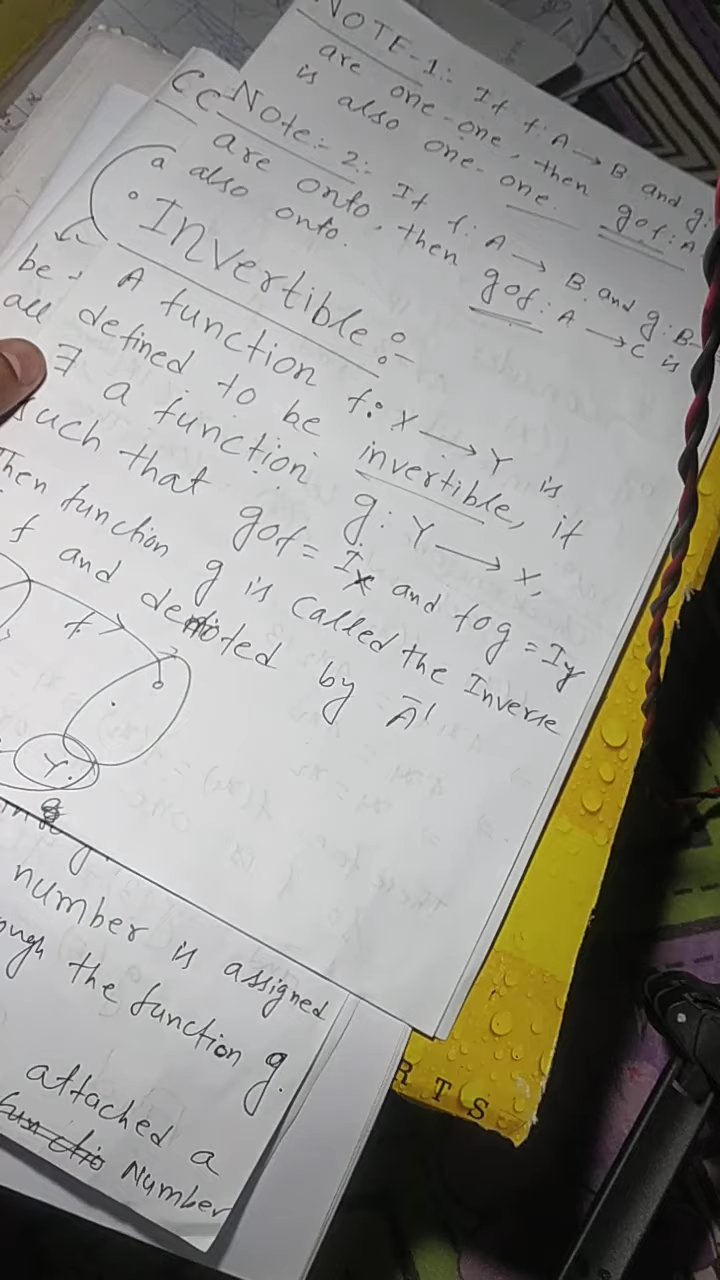 NOTE-1:- If f: A → B and g:
are one-one, then gof: A
is also one-one.
Note:- 2:- If f: A → B and g: B
are onto, then gof: A → C is
also onto.
Invertible:-
A function f: X → Y is
defined to be invertible, if
∃ a function g: Y → X,
such that gof = Ix and fog = Iy
Then function g is called the Inverse
f and denoted by A̅'
f
Y
number is assigned
the function g.
attached a
Number
RTS